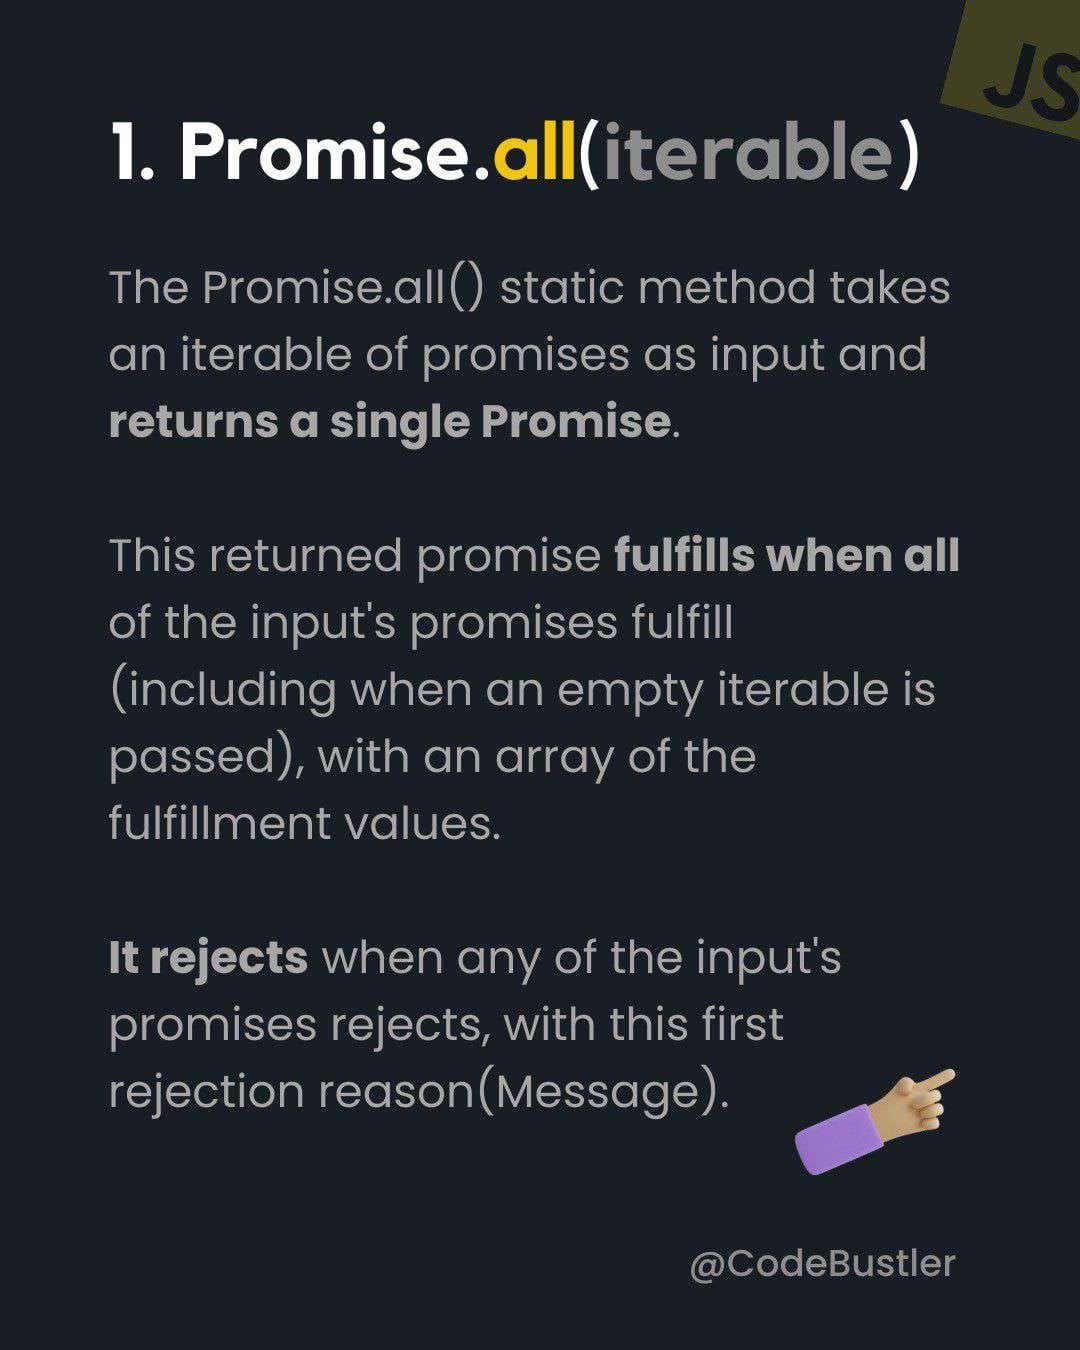 JS
1. Promise.all(iterable)
The Promise.all() static method takes
an iterable of promises as input and
returns a single Promise.
This returned promise fulfills when all
of the input's promises fulfill
(including when an empty iterable is
passed), with an array of the
fulfillment values.
It rejects when any of the input's
promises rejects, with this first
rejection reason(Message).
@CodeBustler